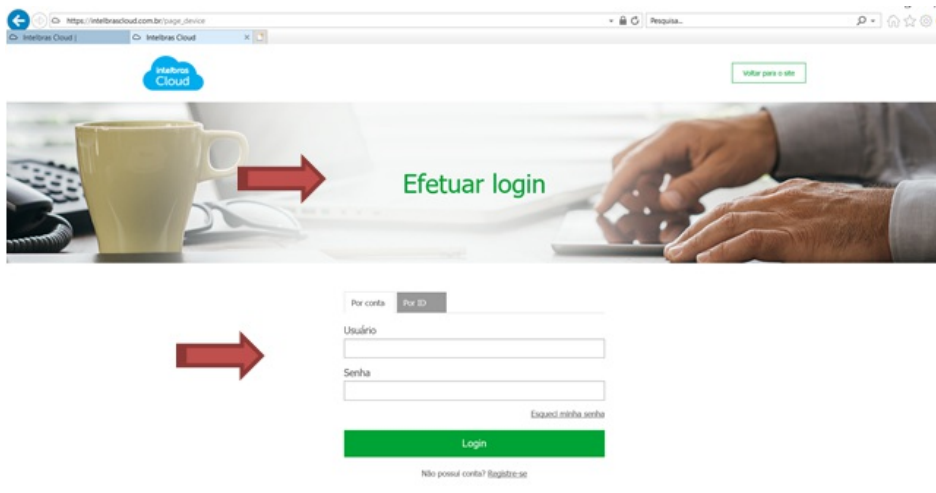 https://intelbrascloud.com.br/page_device
Pesquisa...
Intelbras Cloud |
Intelbras Cloud
intelbras
Cloud
Voltar para o site
Efetuar login
Por conta
Por ID
Usuário
Senha
Esqueci minha senha
Login
Não possui conta? Registre-se